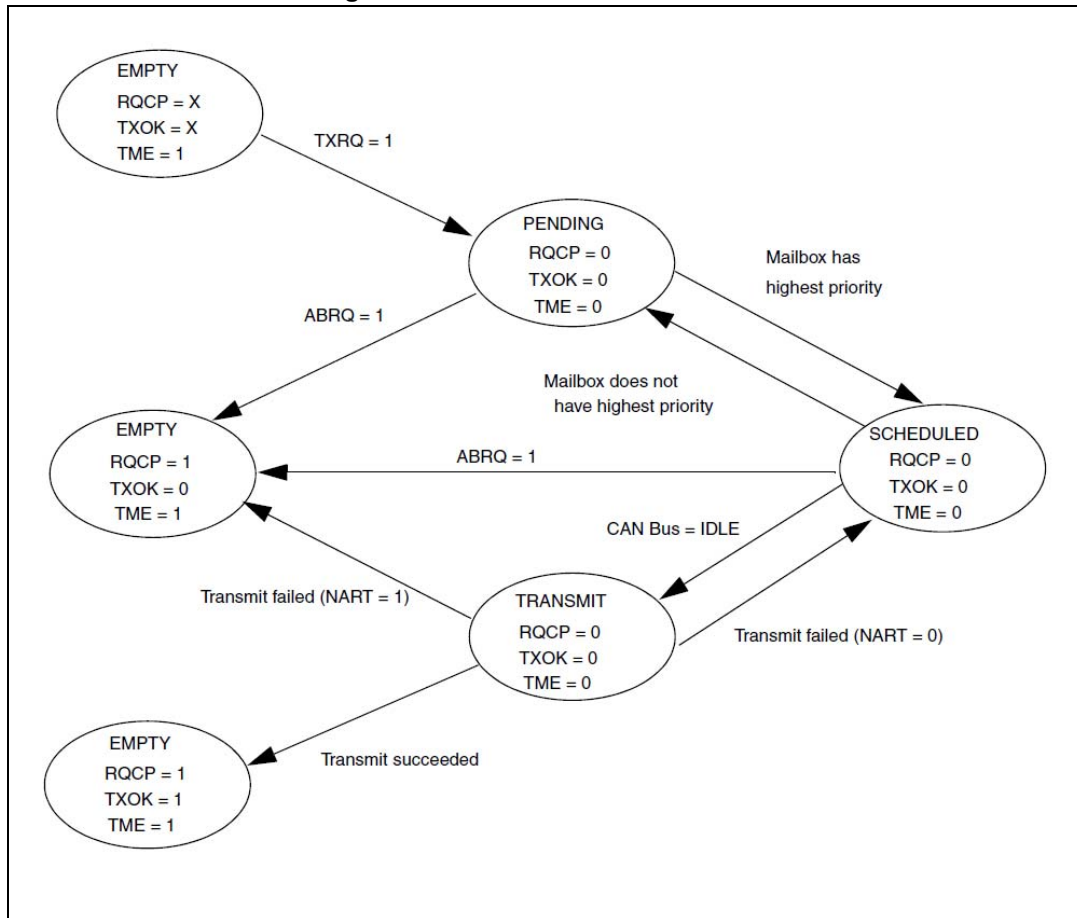 EMPTY
RQCP = X
TXOK = X
TME = 1
TXRQ = 1
PENDING
RQCP = 0
TXOK = 0
TME = 0
Mailbox has
highest priority
ABRQ = 1
Mailbox does not
have highest priority
EMPTY
RQCP = 1
TXOK = 0
TME = 1
ABRQ = 1
SCHEDULED
RQCP = 0
TXOK = 0
TME = 0
CAN Bus = IDLE
Transmit failed (NART = 1)
TRANSMIT
RQCP = 0
TXOK = 0
TME = 0
Transmit failed (NART = 0)
EMPTY
RQCP = 1
TXOK = 1
TME = 1
Transmit succeeded